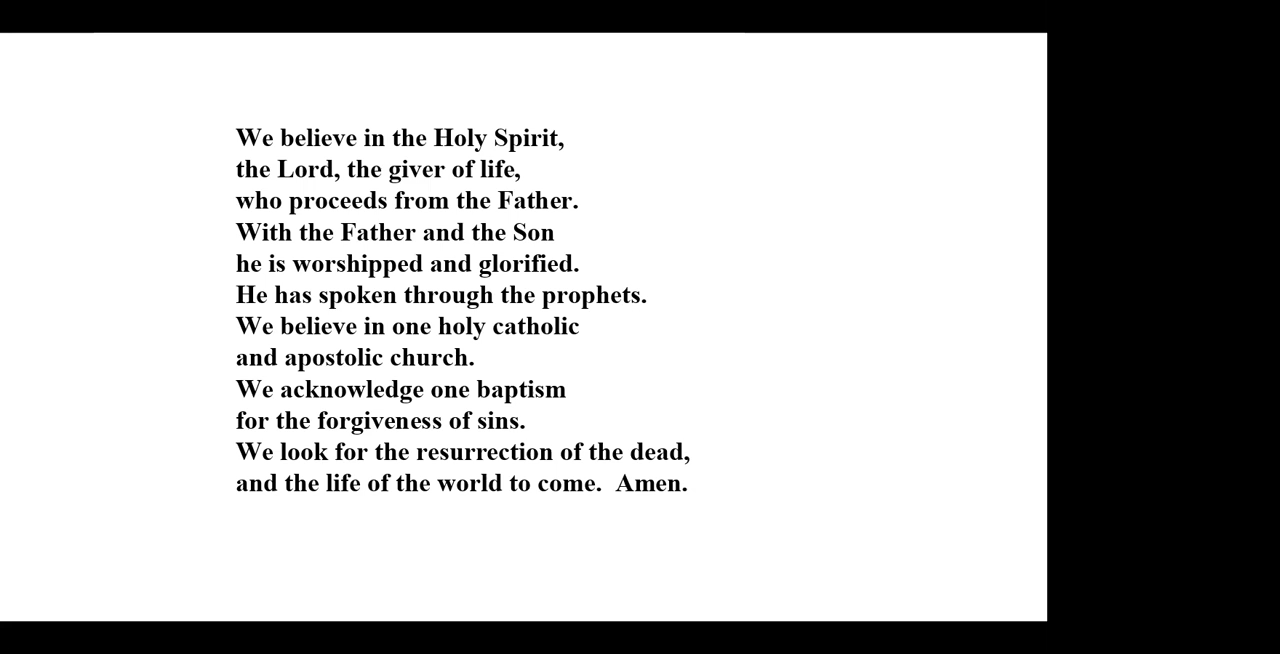 We believe in the Holy Spirit,
the Lord, the giver of life,
who proceeds from the Father.
With the Father and the Son
he is worshipped and glorified.
He has spoken through the prophets.
We believe in one holy catholic
and apostolic church.
We acknowledge one baptism
for the forgiveness of sins.
We look for the resurrection of the dead,
and the life of the world to come.  Amen.